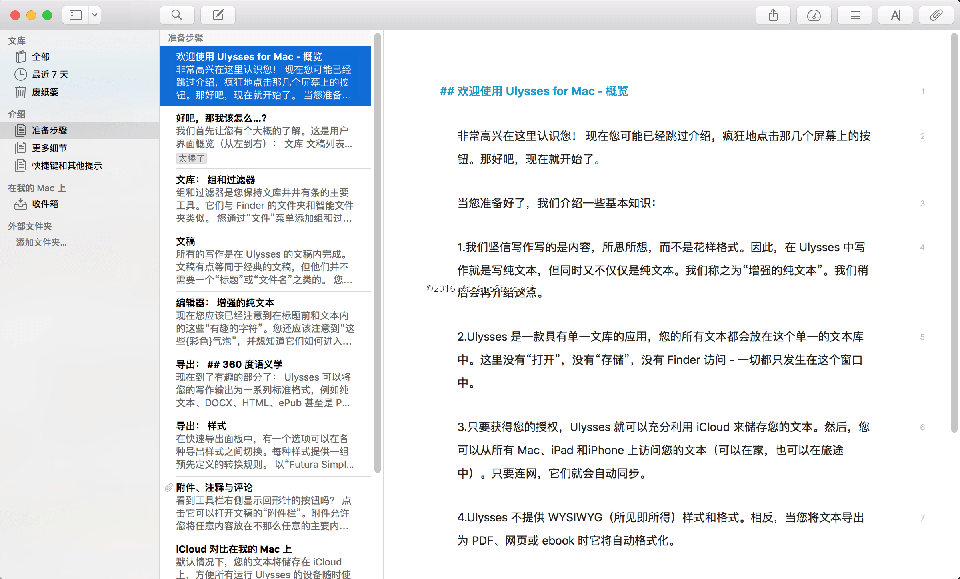 A|
文库
全部
最近 7 天
废纸篓
介绍
准备步骤
更多细节
快捷键和其他提示
在我的 Mac 上
收件箱
外部文件夹
添加文件夹...
准备步骤
欢迎使用 Ulysses for Mac - 概览
非常高兴在这里认识您！ 现在您可能已经
跳过介绍，疯狂地点击那几个屏幕上的按
钮。那好吧，现在就开始了。 当您准备...
好吧，那我该怎么...?
我们首先让您有个大概的了解。这是用户
界面概览（从左到右）： 文库 文稿列表...
太棒了
文库： 组和过滤器
组和过滤器是您保持文库井井有条的主要
工具。它们与 Finder 的文件夹和智能文件
夹类似。 您通过“文件”菜单添加组和过...
文稿
所有的写作是在 Ulysses 的文稿内完成。
文稿有点等同于经典的文稿，但他们并不
需要一个“标题”或“文件名”之类的。 您...
编辑器： 增强的纯文本
现在您应该已经注意到在标题前和文本内
的这些“有趣的字符”。您还应该注意到“这
些{彩色}气泡”，并想知道它们如何进入...
导出： ## 360 度语义学
现在到了有趣的部分了： Ulysses 可以将
您的写作输出为一系列标准格式，例如纯
文本、DOCX、HTML、ePub 甚至是 P...
导出： 样式
在快速导出面板中，有一个选项可以在各
种导出样式之间切换。每种样式提供一组
预先定义的转换规则。 以“Futura Simpl...
附件、注释与评论
看到工具栏右侧显示回形针的按钮吗？ 点
击它可以打开文稿的“附件栏”。附件允许
您将任意内容放在不那么任意的主要内...
iCloud 对比在我的 Mac 上
默认情况下，您的文本将储存在 iCloud
上，方便所有运行 Ulysses 的设备随时使
## 欢迎使用 Ulysses for Mac - 概览
1
非常高兴在这里认识您！ 现在您可能已经跳过介绍，疯狂地点击那几个屏幕上的按
2
钮。那好吧，现在就开始了。
当您准备好了，我们介绍一些基本知识：
3
1.我们坚信写作写的是内容，所思所想，而不是花样格式。因此，在 Ulysses 中写
4
作就是写纯文本，但同时又不仅仅是纯文本。我们称之为“增强的纯文本”。我们稍
后会再介绍这点。
©2016
2.Ulysses 是一款具有单一文库的应用，您的所有文本都会放在这个单一的文本库
5
中。这里没有“打开”，没有“存储”，没有 Finder 访问 - 一切都只发生在这个窗口
中。
3.只要获得您的授权，Ulysses 就可以充分利用 iCloud 来储存您的文本。然后，您
6
可以从所有 Mac、iPad 和iPhone 上访问您的文本（可以在家，也可以在旅途
中）。只要连网，它们就会自动同步。
4.Ulysses 不提供 WYSIWYG（所见即所得）样式和格式。相反，当您将文本导出
7
为 PDF、网页或 ebook 时它将自动格式化。